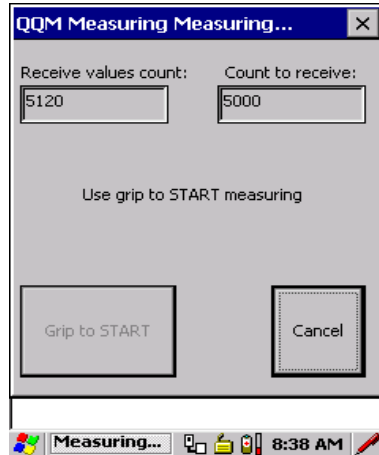 QQM Measuring Measuring...
Receive values count: Count to receive:
5120 5000
Use grip to START measuring
Grip to START Cancel
Measuring... 8:38 AM